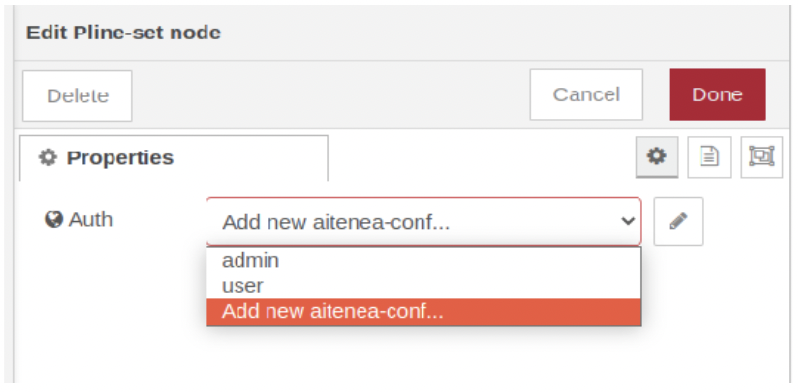 Edit Pline-set node
Delete Cancel Done
Properties
Auth Add new aitenea-conf...
admin
user
Add new aitenea-conf...